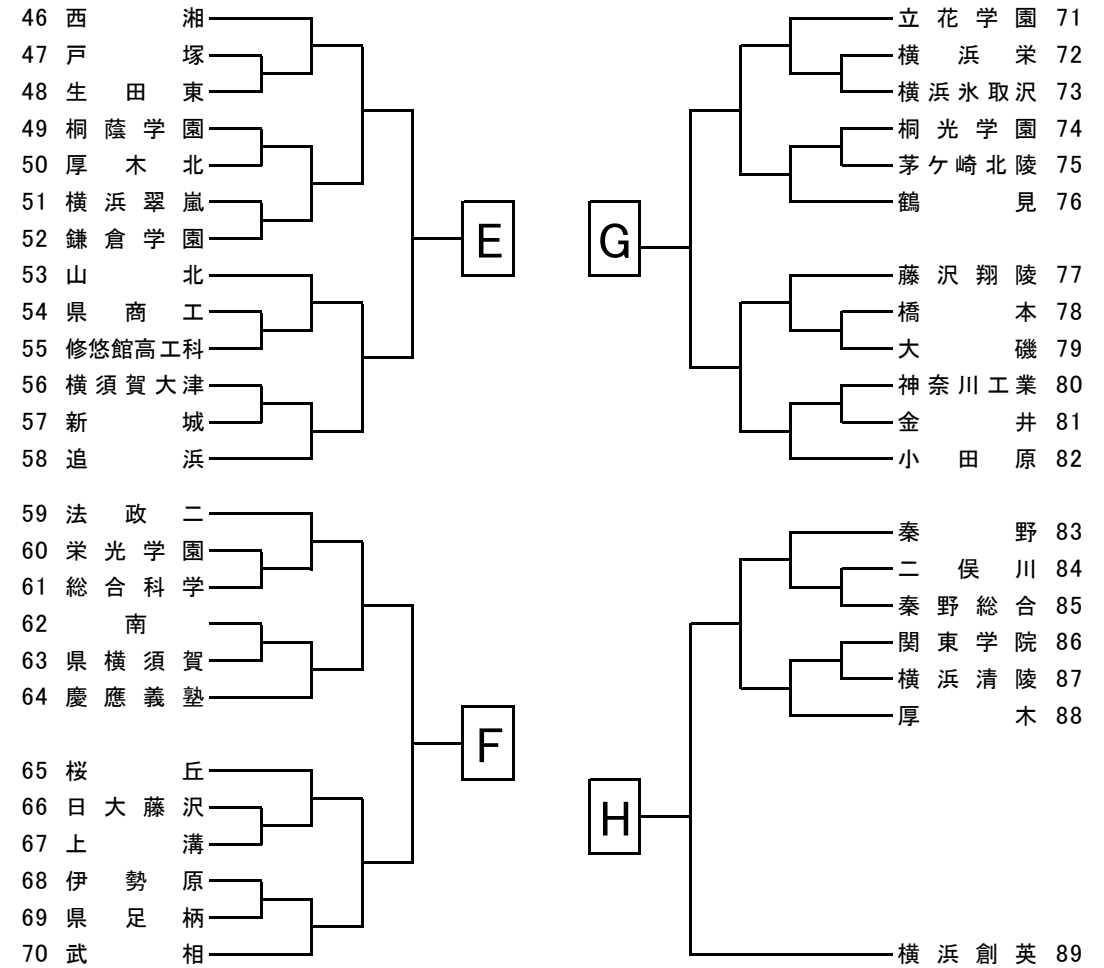 46 西湘
47 戸塚
48 生田東
49 桐蔭学園
50 厚木北
51 横浜翠嵐
52 鎌倉学園
53 山北
54 県商工
55 修悠館高工科
56 横須賀大津
57 新城
58 追浜
E
59 法政二
60 栄光学園
61 総合科学
62 南
63 県横須賀
64 慶應義塾
65 桜丘
66 日大藤沢
67 上溝
68 伊勢原
69 県足柄
70 武相
F
立花学園 71
横浜栄 72
横浜氷取沢 73
桐光学園 74
茅ケ崎北陵 75
鶴見 76
藤沢翔陵 77
橋本 78
大磯 79
神奈川工業 80
金井 81
小田原 82
G
秦野 83
二俣川 84
秦野総合 85
関東学院 86
横浜清陵 87
厚木 88
横浜創英 89
H